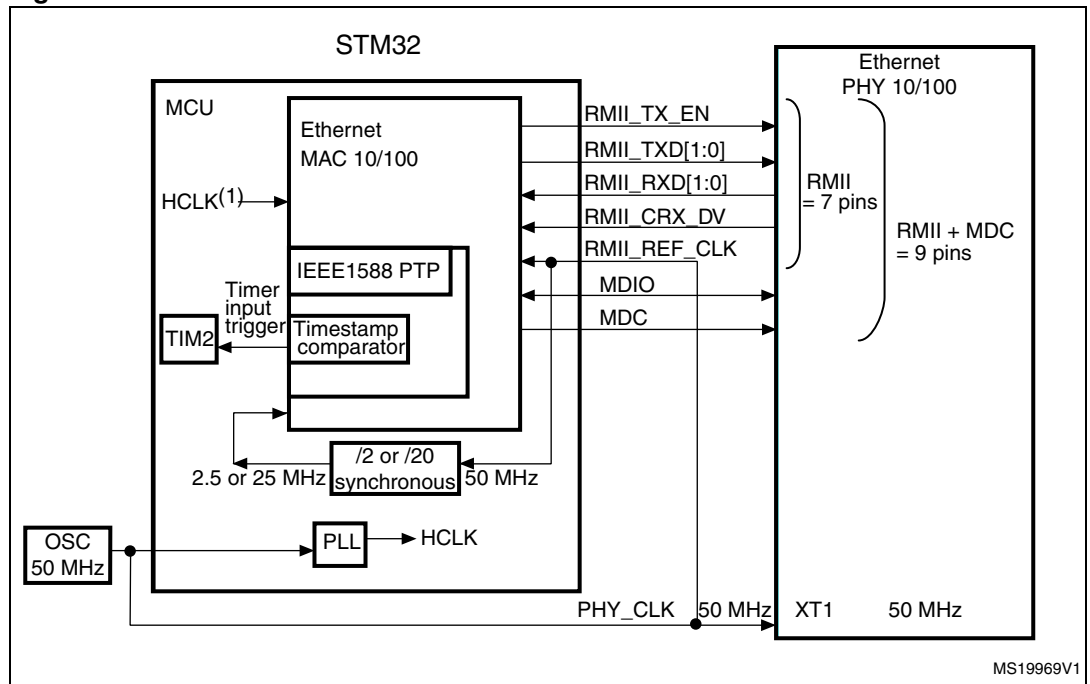 STM32
MCU
Ethernet
MAC 10/100
HCLK(1)
IEEE1588 PTP
Timer
input
trigger
TIM2
Timestamp
comparator
/2 or /20
synchronous
2.5 or 25 MHz
50 MHz
OSC
50 MHz
PLL
HCLK
RMII_TX_EN
RMII_TXD[1:0]
RMII_RXD[1:0]
RMII_CRX_DV
RMII_REF_CLK
MDIO
MDC
Ethernet
PHY 10/100
RMII
= 7 pins
RMII + MDC
= 9 pins
PHY_CLK
50 MHz
XT1
50 MHz
MS19969V1